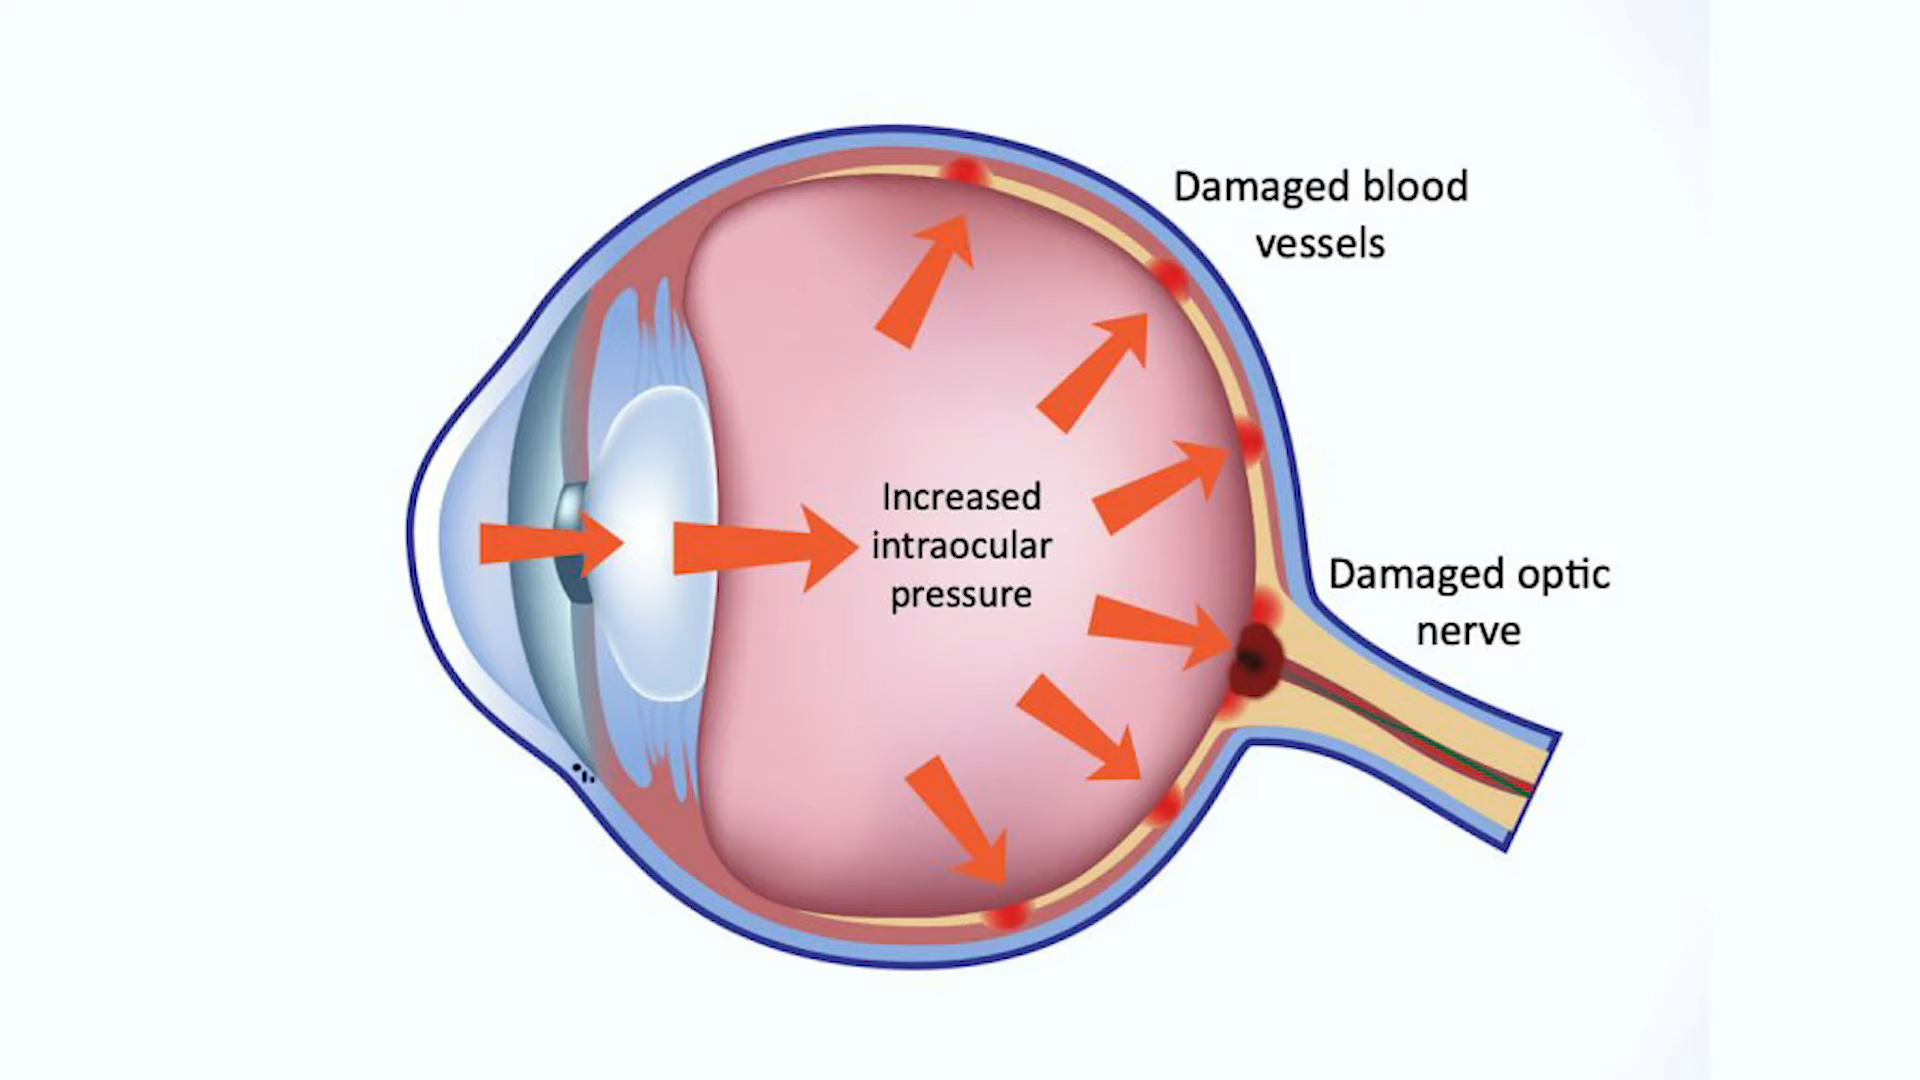 Damaged blood
vessels
Increased
intraocular
pressure
Damaged optic
nerve